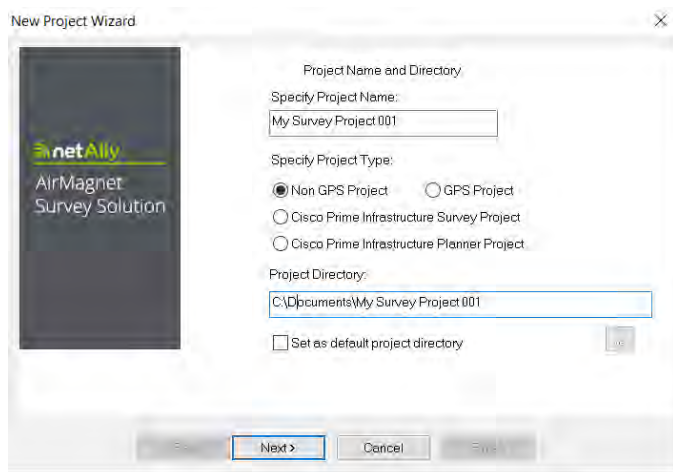 New Project Wizard
netAlly
AirMagnet
Survey Solution
Project Name and Directory
Specify Project Name:
My Survey Project 001
Specify Project Type:
Non GPS Project
GPS Project
Cisco Prime Infrastructure Survey Project
Cisco Prime Infrastructure Planner Project
Project Directory:
C:\Documents\My Survey Project 001
Set as default project directory
Next >
Cancel